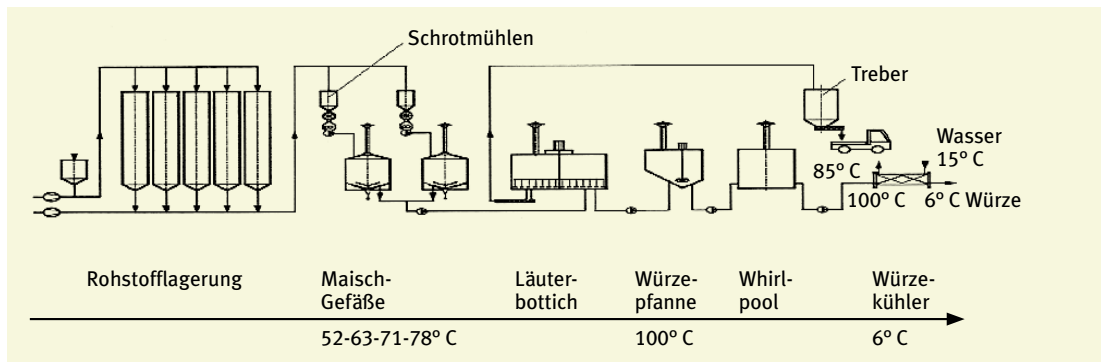 Schrotmühlen
Treber
Wasser
15° C
85° C
100° C
6° C Würze
Rohstofflagerung
Maisch-
Gefäße
Läuter-
bottich
Würze-
pfanne
Whirl-
pool
Würze-
kühler
52-63-71-78° C
100° C
6° C